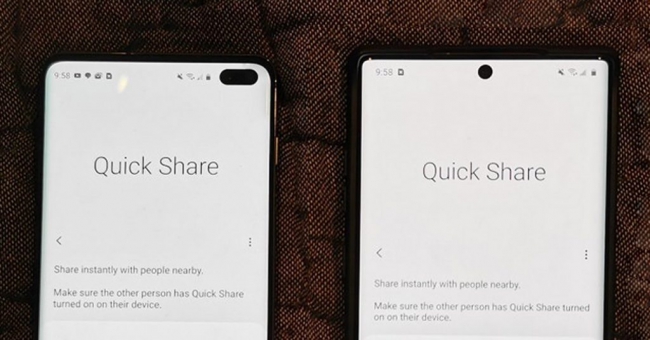 9:58
Quick Share
Share instantly with people nearby.
Make sure the other person has Quick Share
turned on on their device.
9:58
Quick Share
Share instantly with people nearby.
Make sure the other person has Quick Share turned
on on their device.